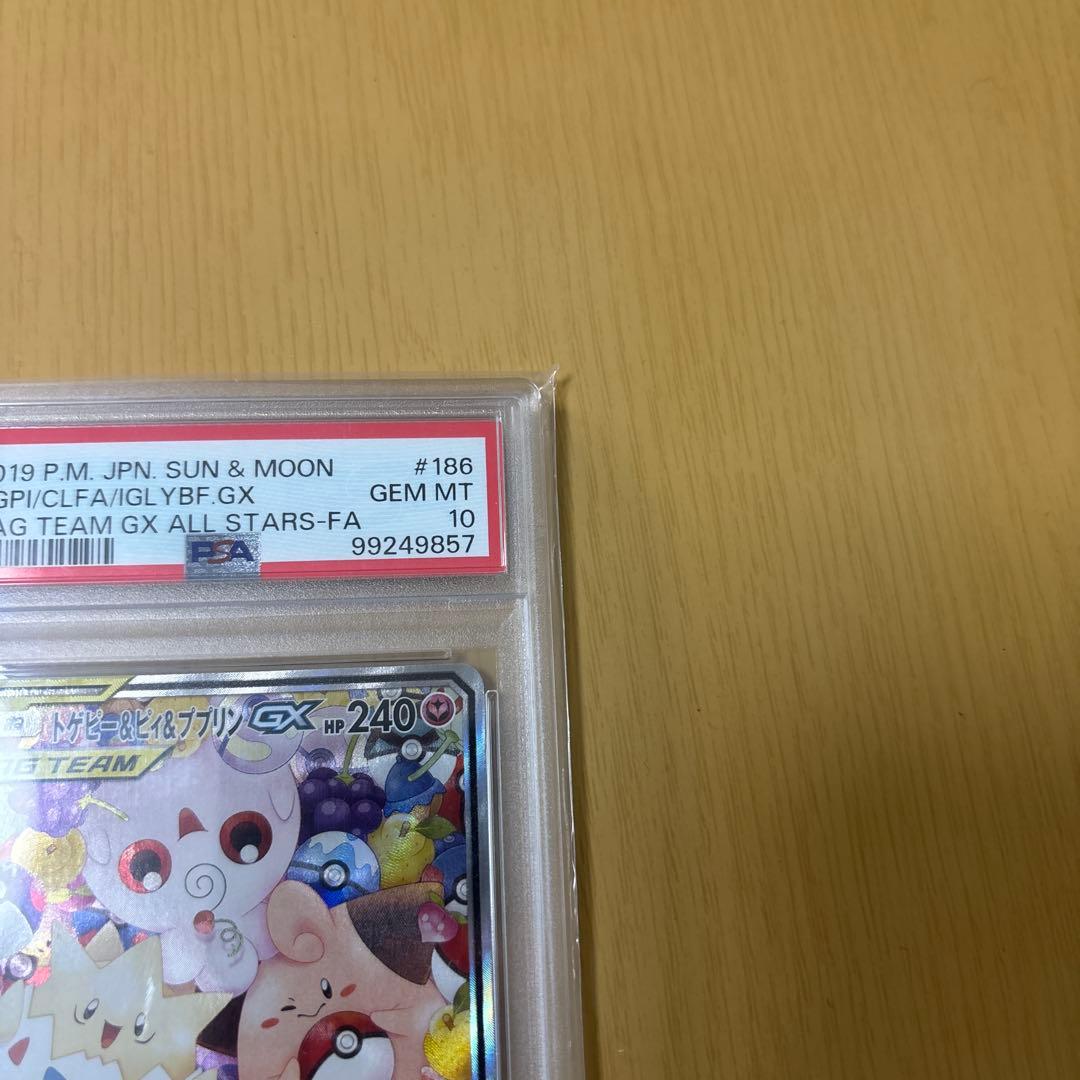 019 P.M. JPN. SUN & MOON #186
GPI/CLFA/IGLYBF.GX GEM MT
AG TEAM GX ALL STARS-FA 10
PSA 99249857
トゲピー&ピィ&ププリン GX HP 240
TEAM